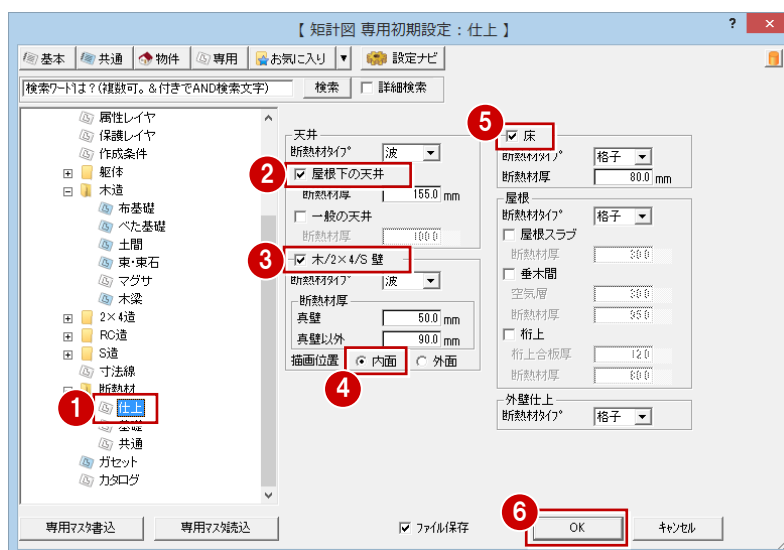 【 矩計図 専用初期設定：仕上 】
? ×
基本 共通 物件 専用 お気に入り ▼ 設定ナビ
検索ワードは？(複数可。＆付きでAND検索文字) 検索 詳細検索
属性レイヤ
保護レイヤ
作成条件
躯体
木造
布基礎
べた基礎
土間
束・束石
マグサ
木梁
2×4造
RC造
S造
寸法線
断熱材
1 仕上
基礎
共通
ガセット
カタログ
天井
断熱材タイプ 波
2 屋根下の天井
断熱材厚 155.0 mm
一般の天井
断熱材厚 100.0
3 木/2×4/S 壁
断熱材タイプ 波
断熱材厚
真壁 50.0 mm
真壁以外 90.0 mm
描画位置 内面 外面
4
5 床
断熱材タイプ 格子
断熱材厚 80.0 mm
屋根
断熱材タイプ 格子
屋根スラブ
断熱材厚
垂木間
空気層
断熱材厚
桁上
桁上合板厚
断熱材厚
外壁仕上
断熱材タイプ 格子
専用マスタ書込 専用マスタ読込 ファイル保存 6 OK キャンセル